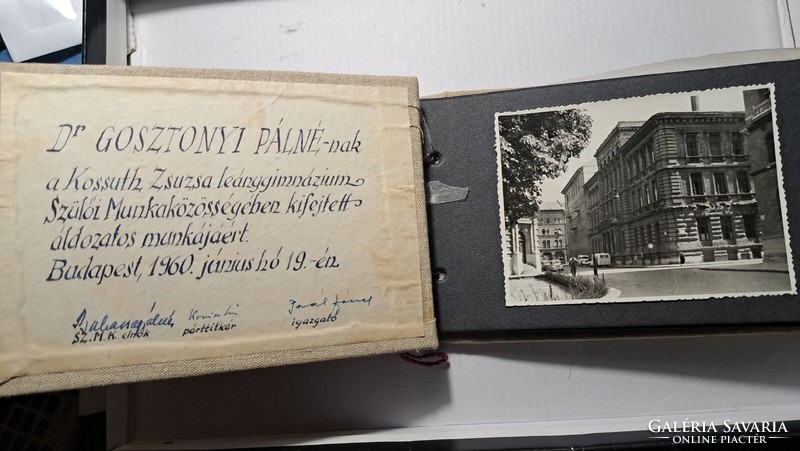 Dr GOSZTONYI PÁLNÉ-nak
a Kossuth Zsuzsa leánygimnázium
Szülői Munkaközösségében kifejtett
áldozatos munkájáért.
Budapest, 1960. június hó 19.-én
SZ.M.K. elnök párttitkár igazgató
GALÉRIA SAVARIA
ONLINE PIACTÉR